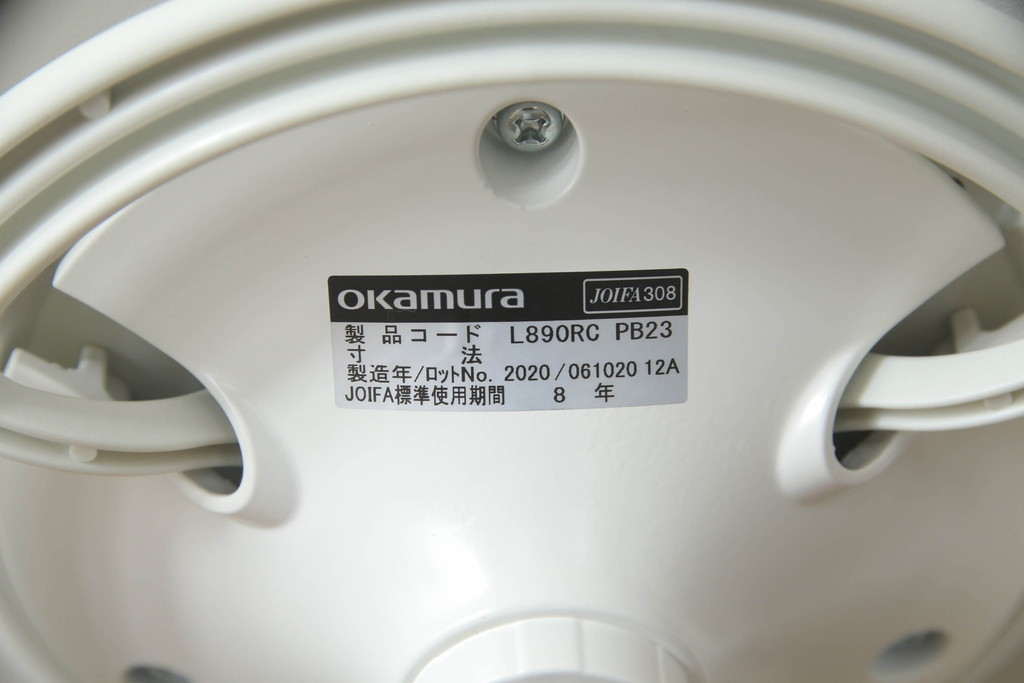 okamura JOIFA308
製品コード L890RC PB23
寸法
製造年/ロットNo. 2020/061020 12A
JOIFA標準使用期間 8 年